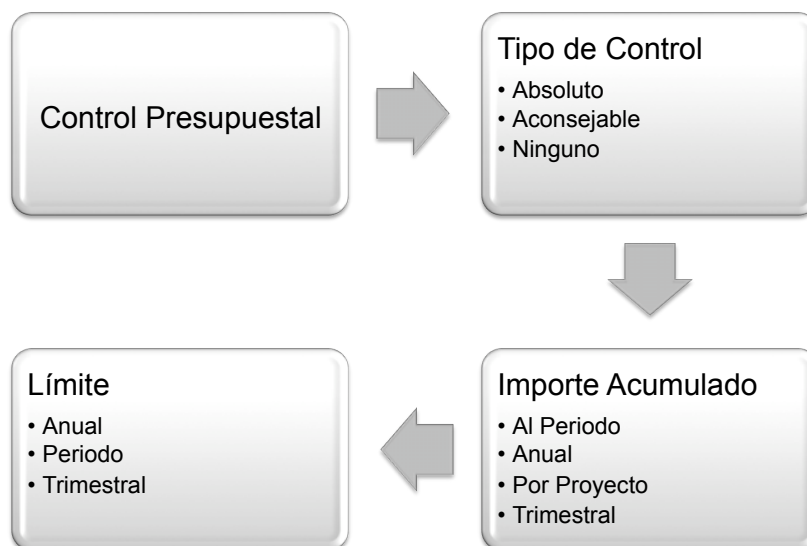 Control Presupuestal
Tipo de Control
• Absoluto
• Aconsejable
• Ninguno
Importe Acumulado
• Al Periodo
• Anual
• Por Proyecto
• Trimestral
Límite
• Anual
• Periodo
• Trimestral